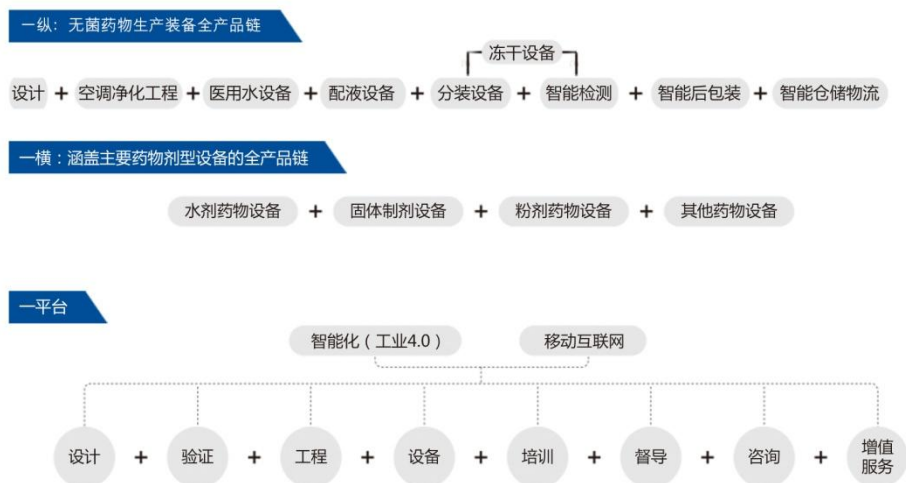 一纵：无菌药物生产装备全产品链
冻干设备
设计 + 空调净化工程 + 医用水设备 + 配液设备 + 分装设备 + 智能检测 + 智能后包装 + 智能仓储物流
一横：涵盖主要药物剂型设备的全产品链
水剂药物设备 + 固体制剂设备 + 粉剂药物设备 + 其他药物设备
一平台
智能化（工业4.0） 移动互联网
设计 + 验证 + 工程 + 设备 + 培训 + 督导 + 咨询 + 增值
服务